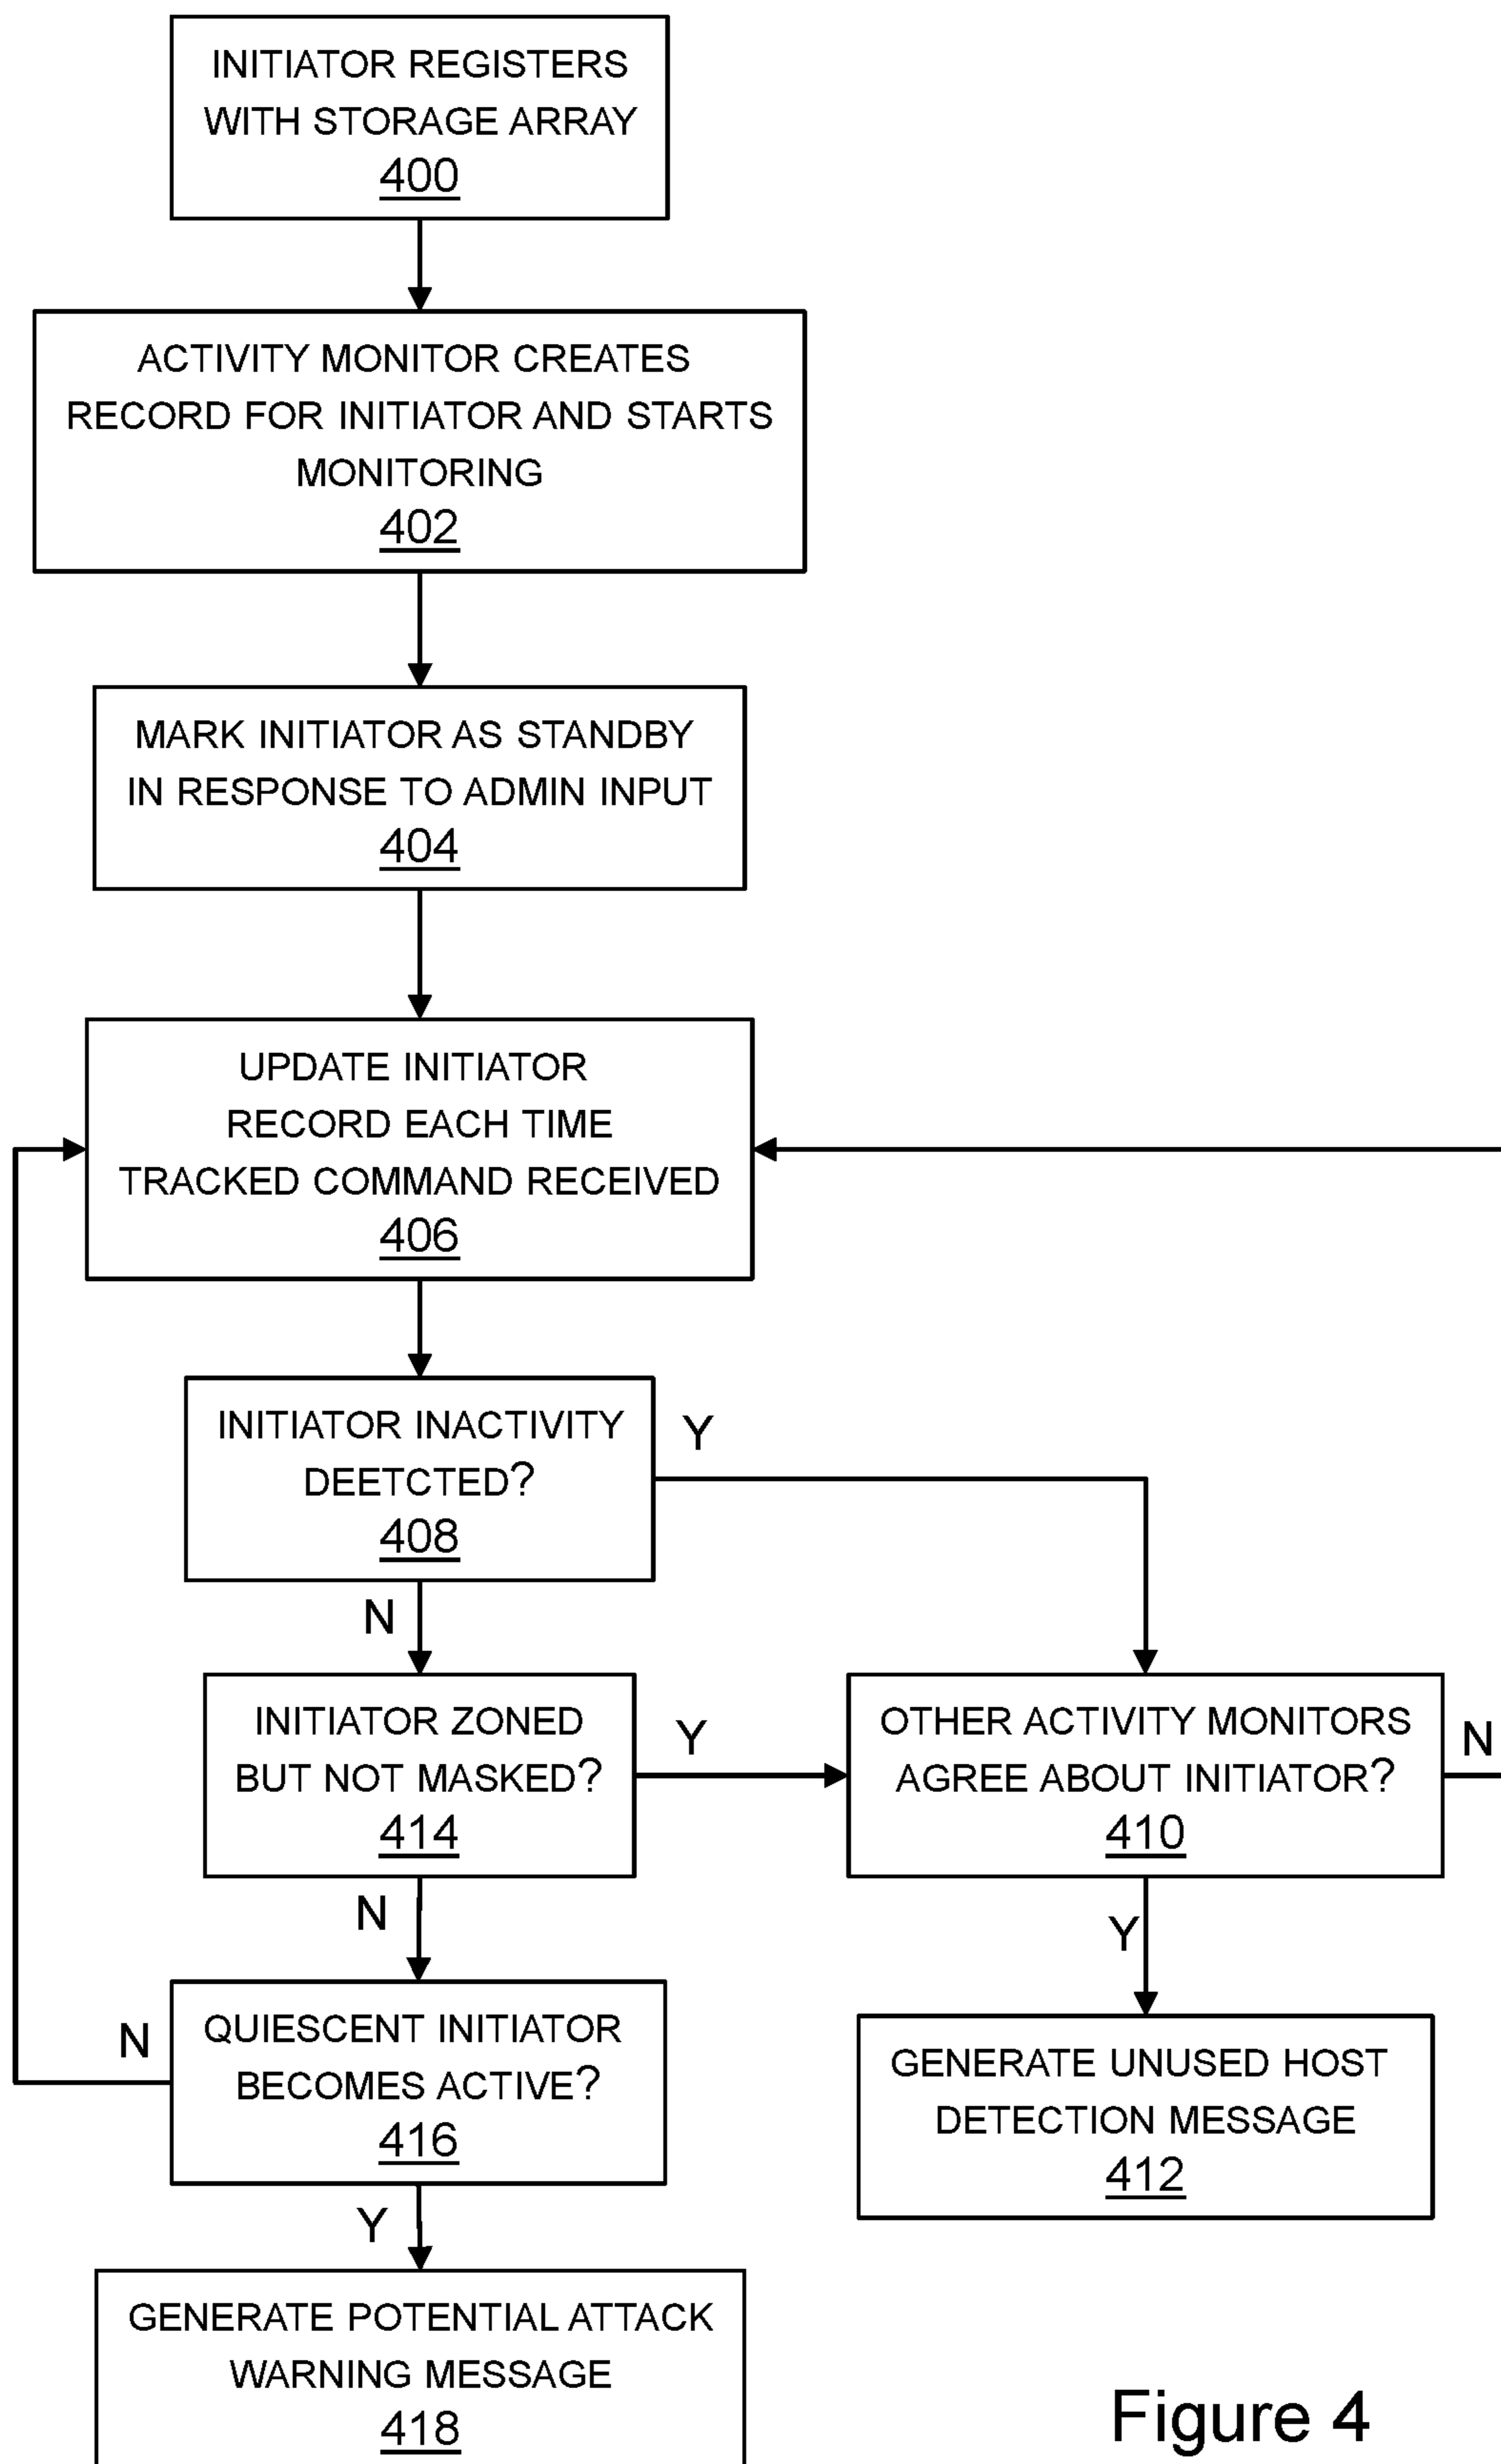 INITIATOR REGISTERS
WITH STORAGE ARRAY
400
ACTIVITY MONITOR CREATES
RECORD FOR INITIATOR AND STARTS
MONITORING
402
MARK INITIATOR AS STANDBY
IN RESPONSE TO ADMIN INPUT
404
UPDATE INITIATOR
RECORD EACH TIME
TRACKED COMMAND RECEIVED
406
INITIATOR INACTIVITY
DEETCTED?
408
Y
N
INITIATOR ZONED
BUT NOT MASKED?
414
Y
OTHER ACTIVITY MONITORS
AGREE ABOUT INITIATOR?
410
N
N
Y
QUIESCENT INITIATOR
BECOMES ACTIVE?
416
N
GENERATE UNUSED HOST
DETECTION MESSAGE
412
Y
GENERATE POTENTIAL ATTACK
WARNING MESSAGE
418
Figure 4